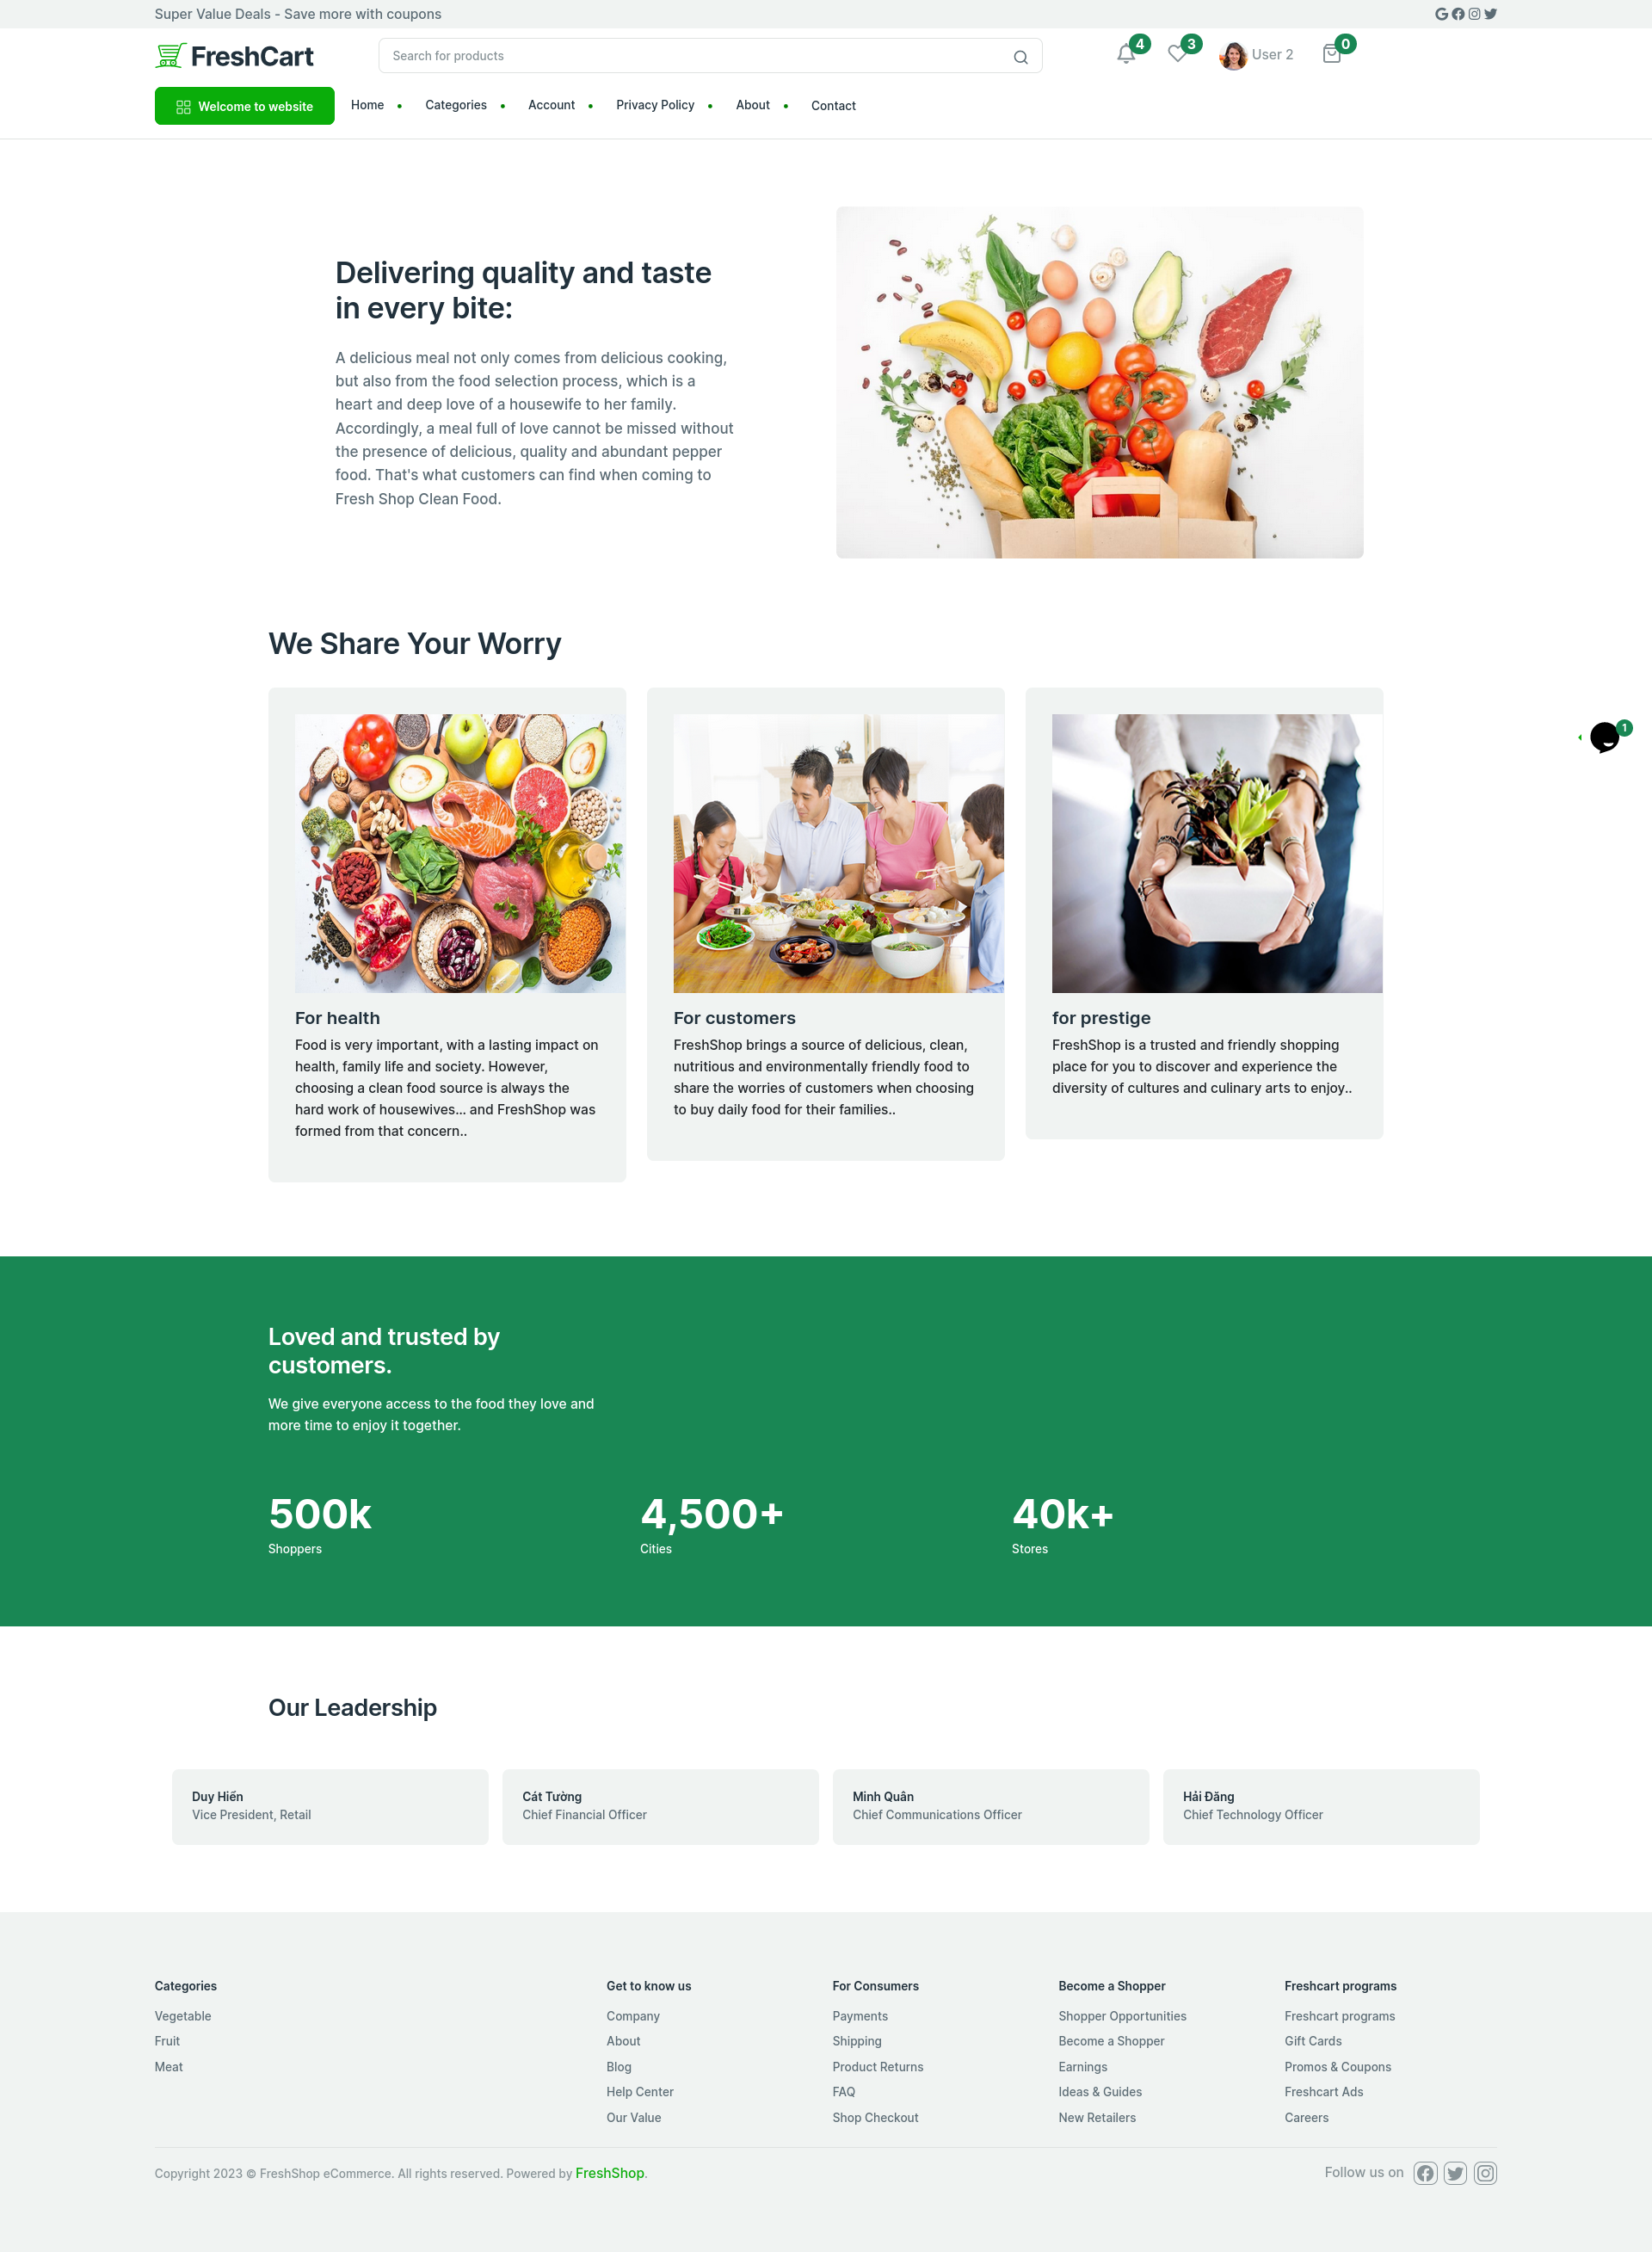 Super Value Deals - Save more with coupons
FreshCart
Search for products
4
3
User 2
0
Welcome to website
Home
Categories
Account
Privacy Policy
About
Contact
Delivering quality and taste
in every bite:
A delicious meal not only comes from delicious cooking,
but also from the food selection process, which is a
heart and deep love of a housewife to her family.
Accordingly, a meal full of love cannot be missed without
the presence of delicious, quality and abundant pepper
food. That's what customers can find when coming to
Fresh Shop Clean Food.
We Share Your Worry
1
For health
Food is very important, with a lasting impact on
health, family life and society. However,
choosing a clean food source is always the
hard work of housewives... and FreshShop was
formed from that concern..
For customers
FreshShop brings a source of delicious, clean,
nutritious and environmentally friendly food to
share the worries of customers when choosing
to buy daily food for their families..
for prestige
FreshShop is a trusted and friendly shopping
place for you to discover and experience the
diversity of cultures and culinary arts to enjoy..
Loved and trusted by
customers.
We give everyone access to the food they love and
more time to enjoy it together.
500k
Shoppers
4,500+
Cities
40k+
Stores
Our Leadership
Duy Hiển
Vice President, Retail
Cát Tường
Chief Financial Officer
Minh Quân
Chief Communications Officer
Hải Đăng
Chief Technology Officer
Categories
Vegetable
Fruit
Meat
Get to know us
Company
About
Blog
Help Center
Our Value
For Consumers
Payments
Shipping
Product Returns
FAQ
Shop Checkout
Become a Shopper
Shopper Opportunities
Become a Shopper
Earnings
Ideas & Guides
New Retailers
Freshcart programs
Freshcart programs
Gift Cards
Promos & Coupons
Freshcart Ads
Careers
Copyright 2023 © FreshShop eCommerce. All rights reserved. Powered by FreshShop.
Follow us on